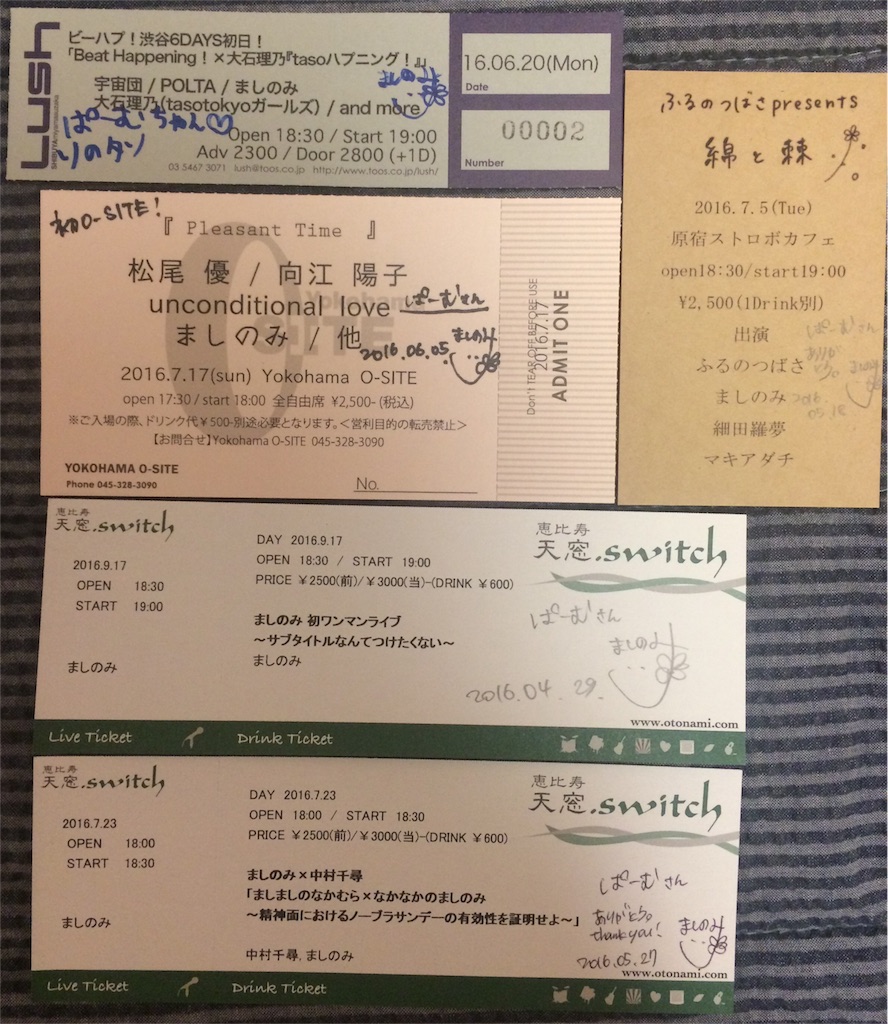 Lush
SHIBUYA
ビーハプ！渋谷6DAYS初日！
「Beat Happening！×大石理乃『tasoハプニング！』」
宇宙団 / POLTA / ましのみ
大石理乃(tasotokyoガールズ) / and more
ましのみ
ぱーむちゃん♡
りのタソ
Open 18:30 / Start 19:00
Adv 2300 / Door 2800 (+1D)
03 5467 3071 lush@toos.co.jp http://www.toos.co.jp/lush/
16.06.20(Mon)
Date
00002
Number
ふるのつばさpresents
綿と棘
2016.7.5(Tue)
原宿ストロボカフェ
open18:30/start19:00
¥2,500(1Drink別)
出演
ふるのつばさ
ましのみ
細田羅夢
マキアダチ
ぱーむさん
ありがとう。
ましのみ
2016
05.18
初O-SITE!
『 Pleasant Time 』
松尾 優 / 向江 陽子
unconditional love
ましのみ / 他
ぱーむさん
2016.06.05
ましのみ
2016.7.17(sun) Yokohama O-SITE
open 17:30 / start 18:00 全自由席 ¥2,500-(税込)
※ご入場の際、ドリンク代¥500-別途必要となります。＜営利目的の転売禁止＞
【お問合せ】Yokohama O-SITE 045-328-3090
YOKOHAMA O-SITE
Phone 045-328-3090
No.
Don't TEAR OFF BEFORE USE
2016.7.17
ADMIT ONE
恵比寿
天窓.switch
2016.9.17
OPEN 18:30
START 19:00
ましのみ
DAY 2016.9.17
OPEN 18:30 / START 19:00
PRICE ¥2500(前)/¥3000(当)-(DRINK ¥600)
ましのみ 初ワンマンライブ
～サブタイトルなんてつけたくない～
ましのみ
恵比寿
天窓.switch
ぱーむさん
ましのみ
2016.04.29.
www.otonami.com
Live Ticket
Drink Ticket
恵比寿
天窓.switch
2016.7.23
OPEN 18:00
START 18:30
ましのみ
DAY 2016.7.23
OPEN 18:00 / START 18:30
PRICE ¥2500(前)/¥3000(当)-(DRINK ¥600)
ましのみ×中村千尋
「ましましのなかむら×なかなかのましのみ
～精神面におけるノーブラサンデーの有効性を証明せよ～」
中村千尋, ましのみ
恵比寿
天窓.switch
ぱーむさん
ありがとう。
thank you!
ましのみ
2016.05.27
www.otonami.com
Live Ticket
Drink Ticket